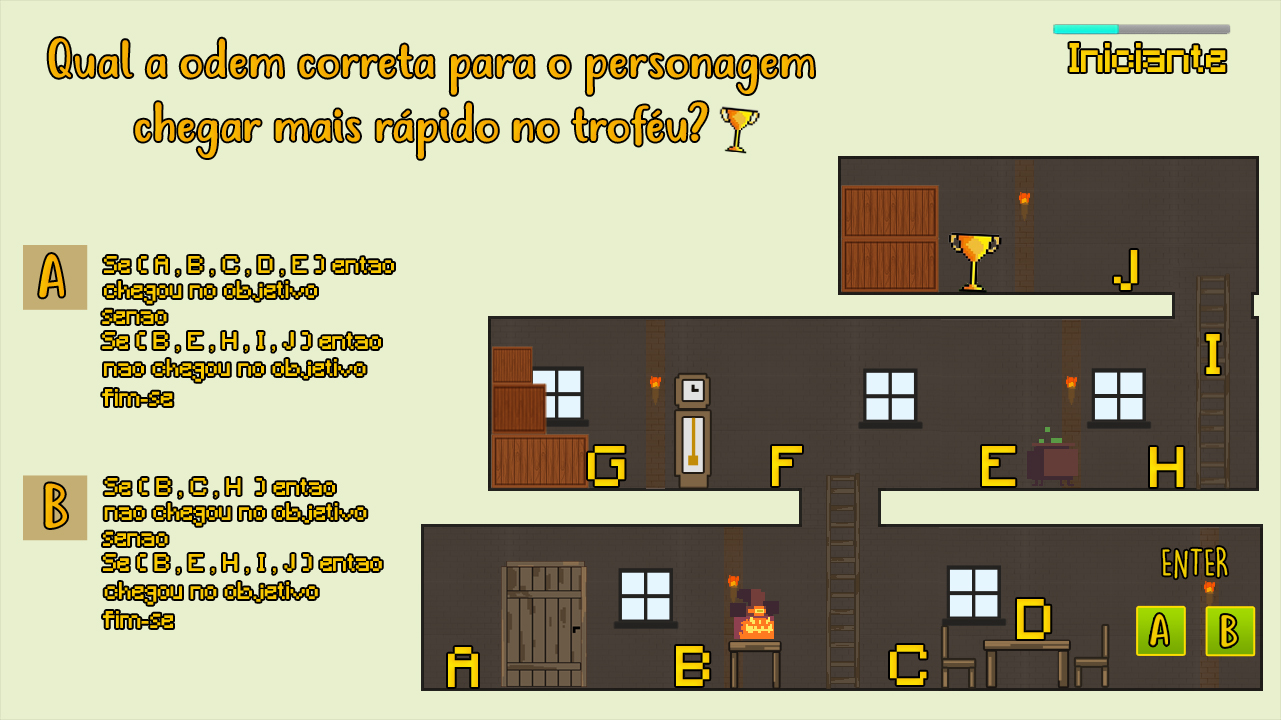 Qual a odem correta para o personagem
chegar mais rápido no troféu?
Iniciante
A
Se ( A , B , C , D , E ) entao
chegou no objetivo
senao
Se ( B , E , H , I , J ) entao
nao chegou no objetivo
fim-se
B
Se ( B , C , H ) entao
nao chegou no objetivo
senao
Se ( B , E , H , I , J ) entao
chegou no objetivo
fim-se
J
I
G
F
E
H
A
B
C
D
ENTER
A B